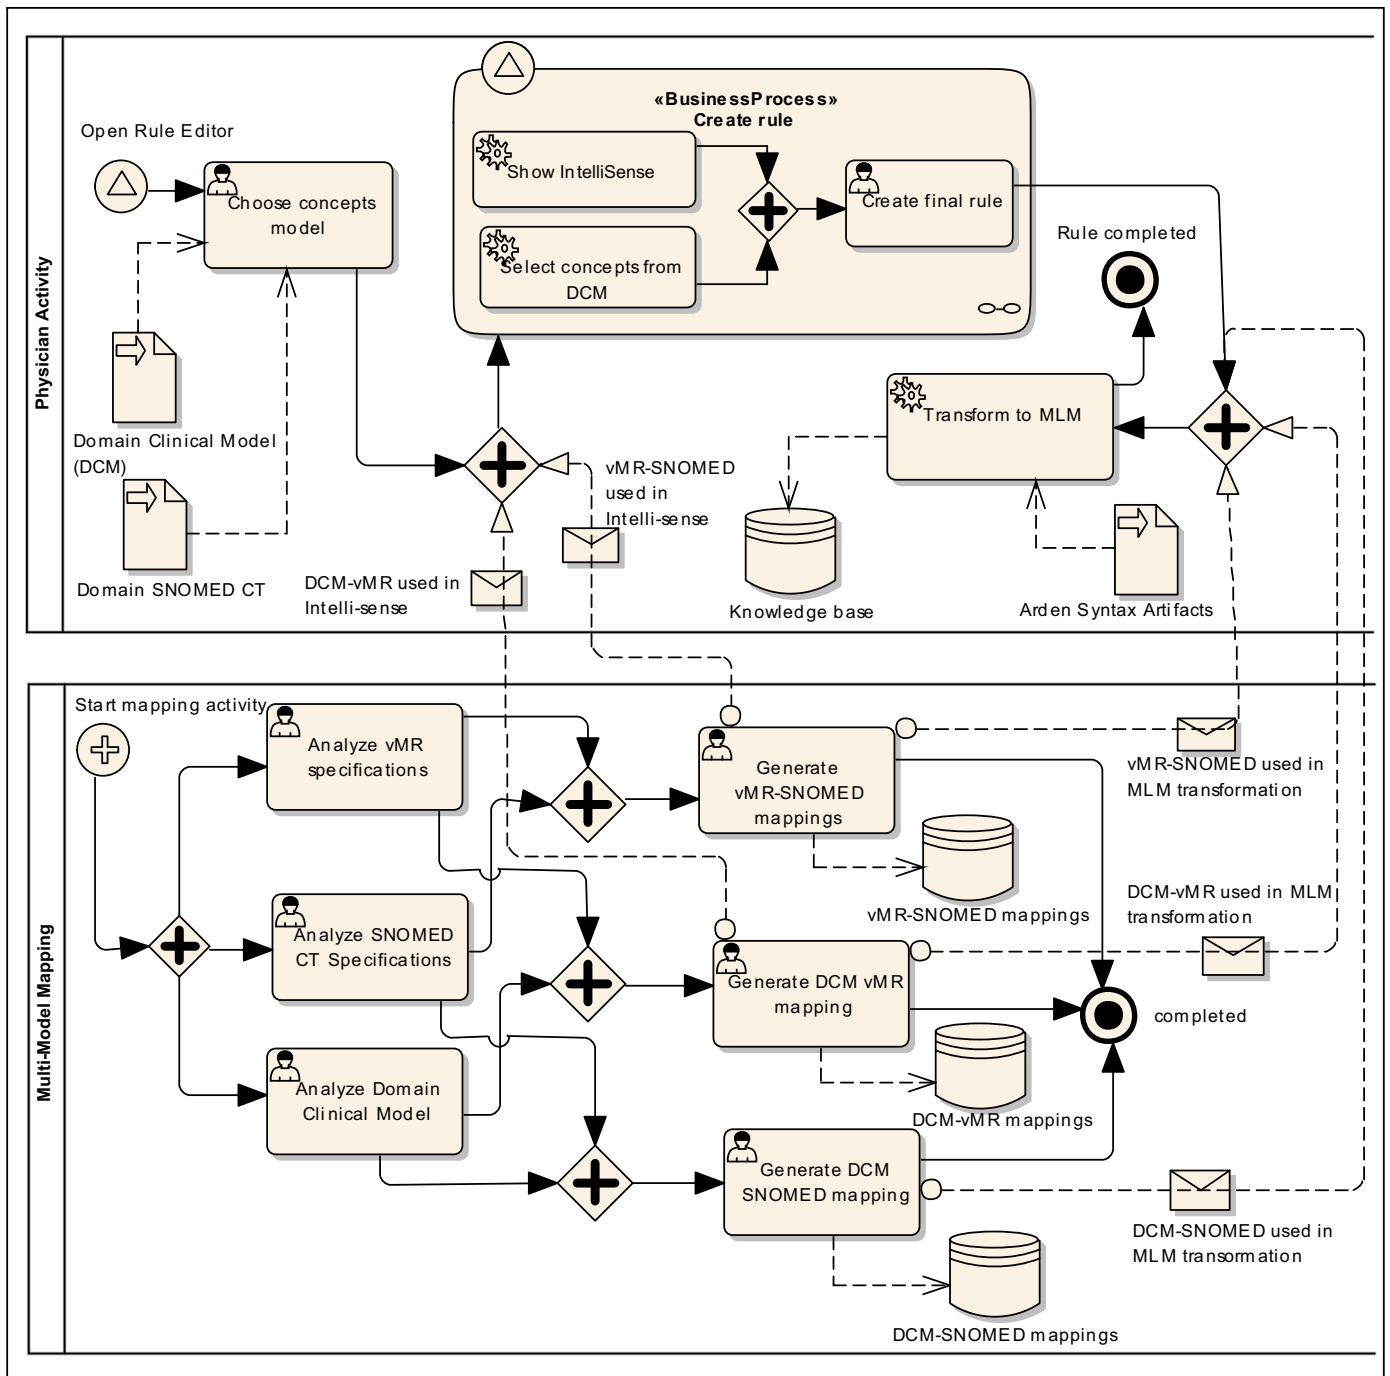 Physician Activity
Open Rule Editor
Choose concepts
model
Domain Clinical Model
(DCM)
Domain SNOMED CT
«BusinessProcess»
Create rule
Show IntelliSense
Select concepts from
DCM
Create final rule
Rule completed
Transform to MLM
vMR-SNOMED
used in
Intelli-sense
DCM-vMR used in
Intelli-sense
Knowledge base
Arden Syntax Artifacts
Multi-Model Mapping
Start mapping activity
Analyze vMR
specifications
Analyze SNOMED
CT Specifications
Analyze Domain
Clinical Model
Generate
vMR-SNOMED
mappings
vMR-SNOMED mappings
vMR-SNOMED used in
MLM transformation
Generate DCM vMR
mapping
DCM-vMR mappings
DCM-vMR used in MLM
transformation
completed
Generate DCM
SNOMED mapping
DCM-SNOMED mappings
DCM-SNOMED used in
MLM transormation